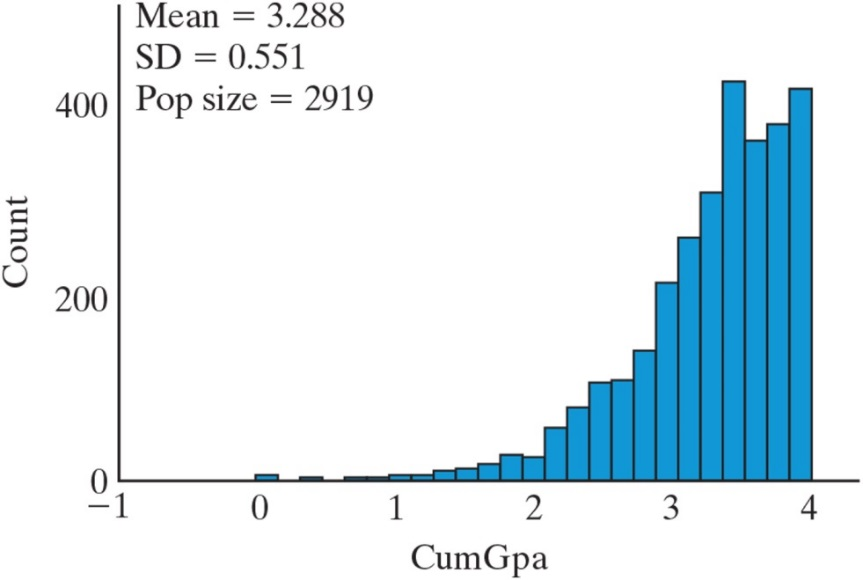 Mean = 3.288
SD = 0.551
Pop size = 2919
400
200
0
Count
−1 0 1 2 3 4
CumGpa